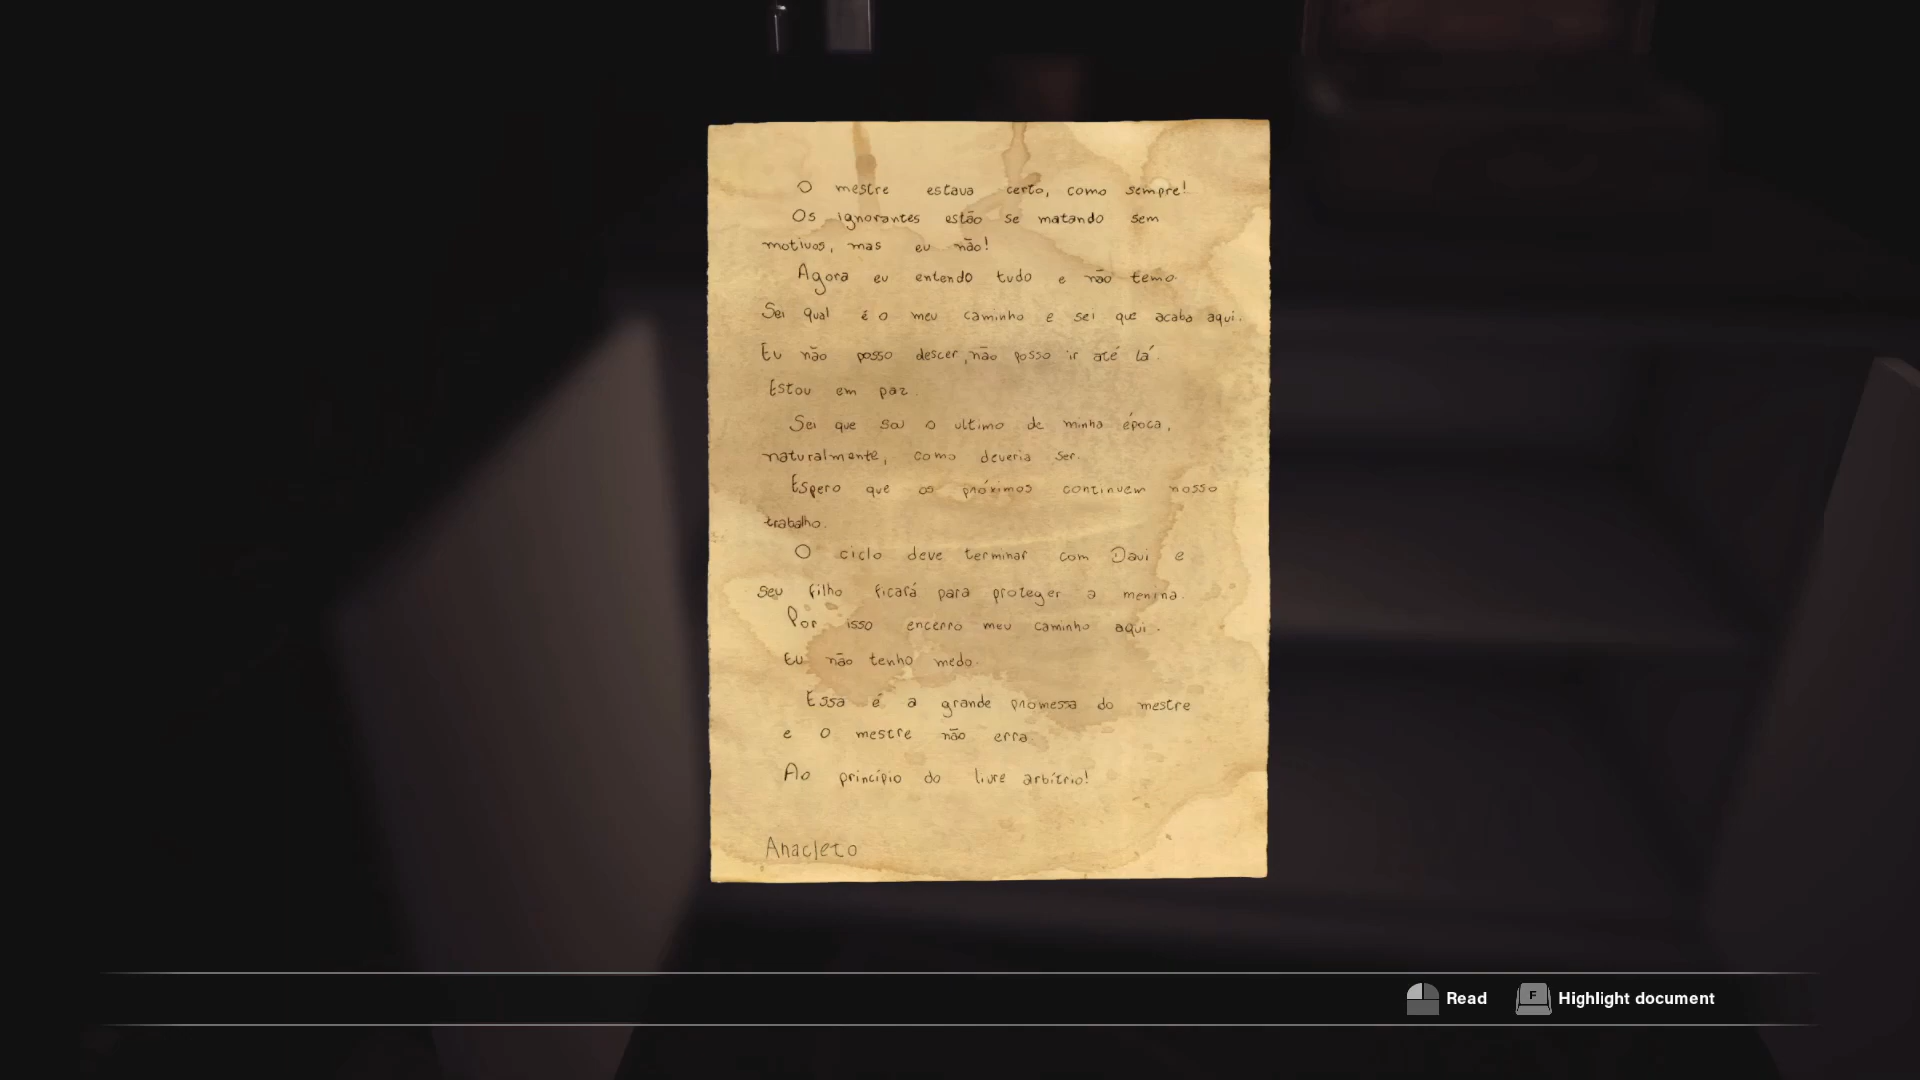 O mestre estava certo, como sempre!
Os ignorantes estão se matando sem
motivos, mas eu não!
Agora eu entendo tudo e não temo.
Sei qual é o meu caminho e sei que acaba aqui.
Eu não posso descer, não posso ir até lá.
Estou em paz.
Sei que sou o ultimo de minha época,
naturalmente, como deveria ser.
Espero que os próximos continuem nosso
trabalho.
O ciclo deve terminar com Davi e
seu filho ficará para proteger a menina.
Por isso encerro meu caminho aqui.
Eu não tenho medo.
Essa é a grande promessa do mestre
e o mestre não erra.
Ao princípio do livre arbítrio!
Anacleto
Read
F Highlight document